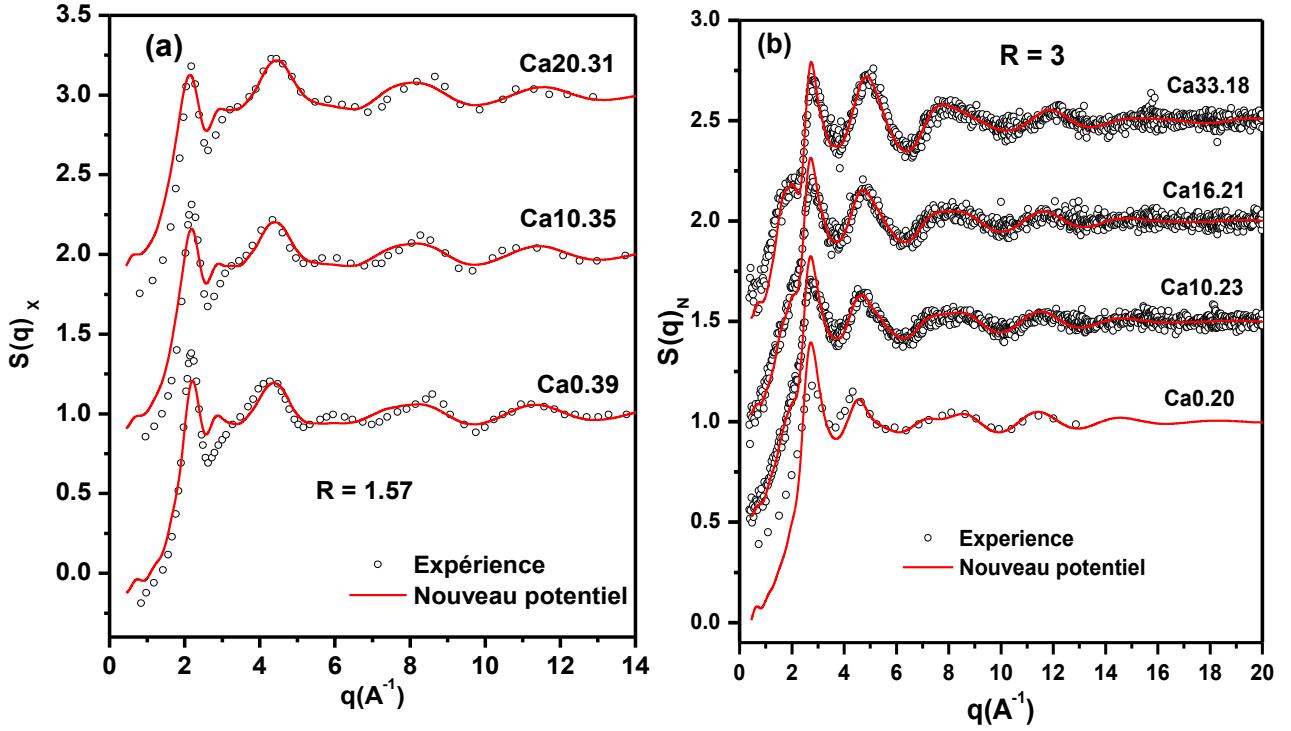 (a)
3.5
3.0
2.5
2.0
1.5
1.0
0.5
0.0
S(q) X
Ca20.31
Ca10.35
Ca0.39
R = 1.57
Expérience
Nouveau potentiel
0 2 4 6 8 10 12 14
q(A-1)
(b)
R = 3
3.0
2.5
2.0
1.5
1.0
0.5
0.0
S(q)N
Ca33.18
Ca16.21
Ca10.23
Ca0.20
Experience
Nouveau potentiel
0 2 4 6 8 10 12 14 16 18 20
q(A-1)